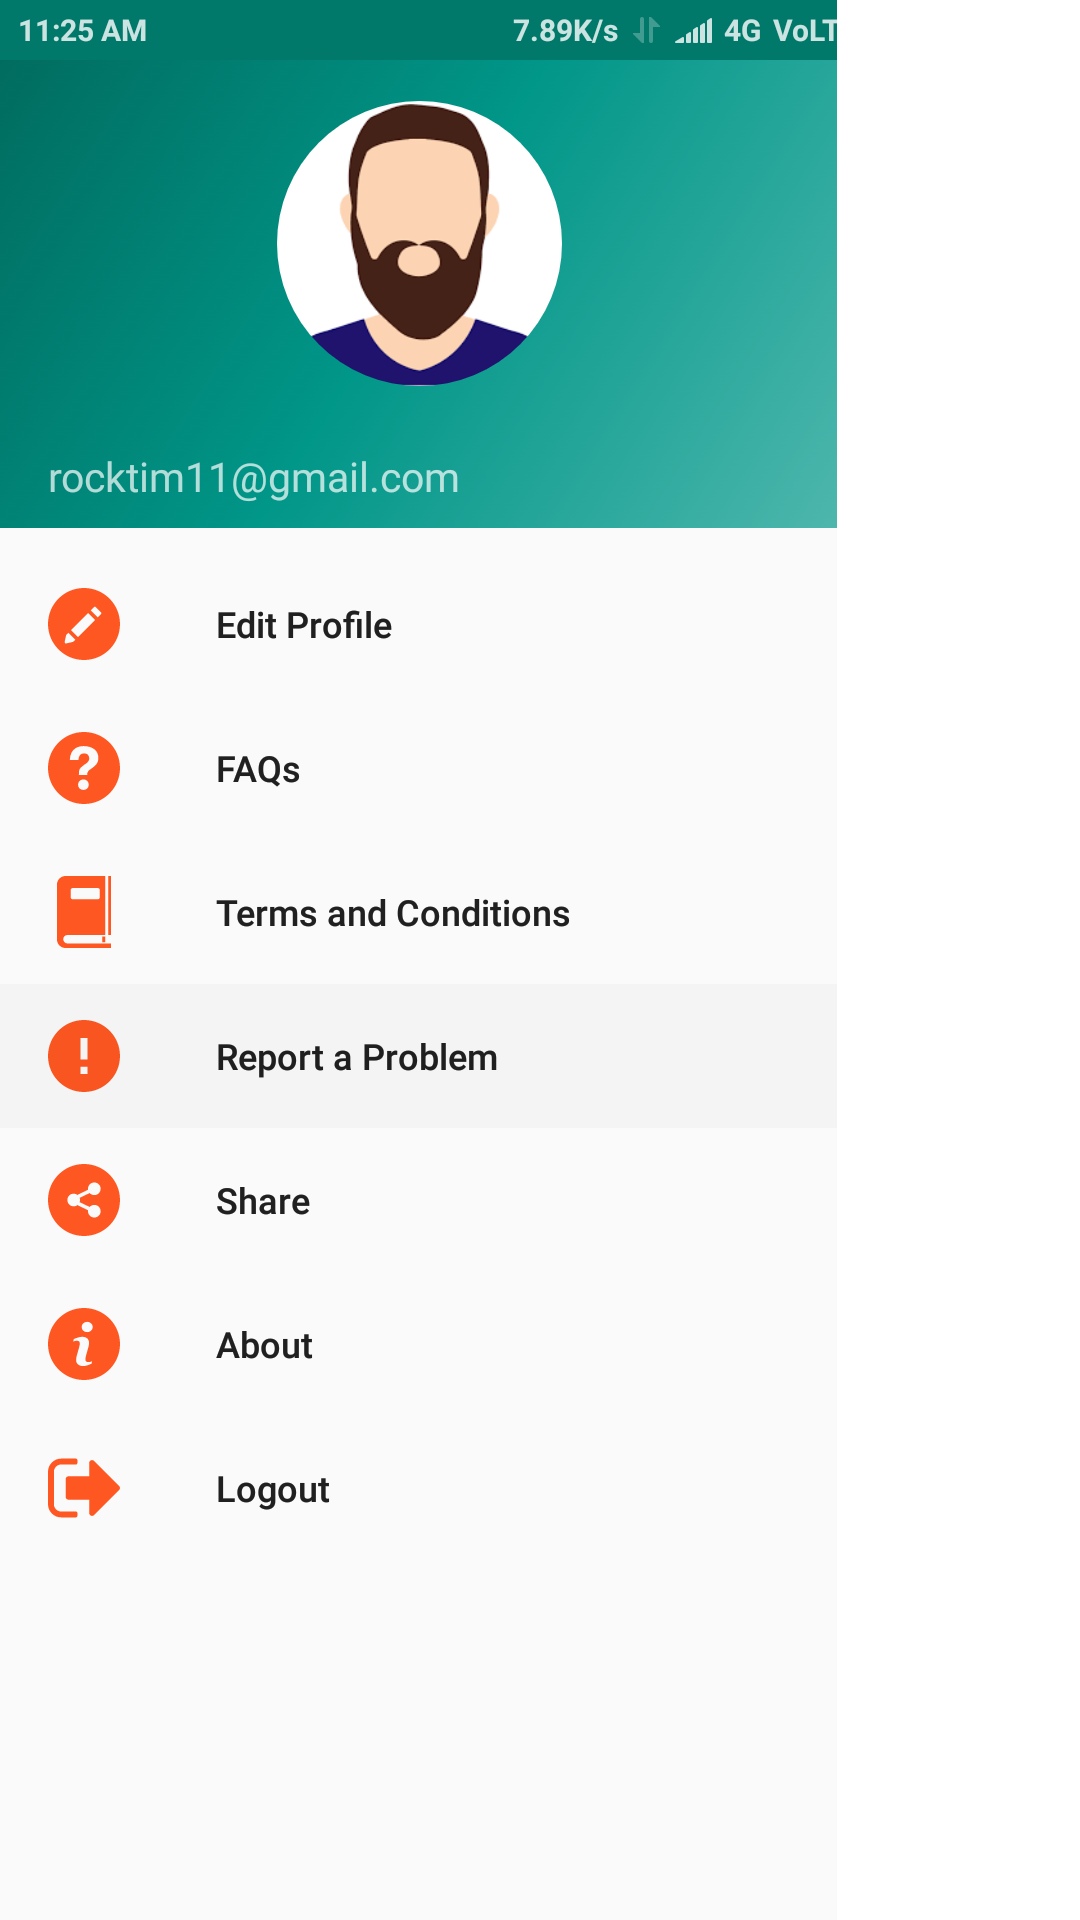 11:25 AM 7.89K/s 4G VoLT
rocktim11@gmail.com
Edit Profile
FAQs
Terms and Conditions
Report a Problem
Share
About
Logout